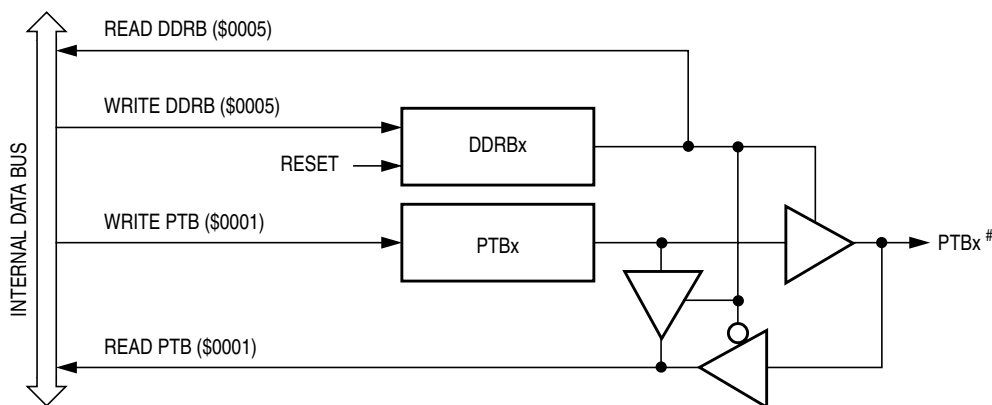 READ DDRB ($0005)
WRITE DDRB ($0005)
DDRBx
RESET
INTERNAL DATA BUS
WRITE PTB ($0001)
PTBx
PTBx #
READ PTB ($0001)